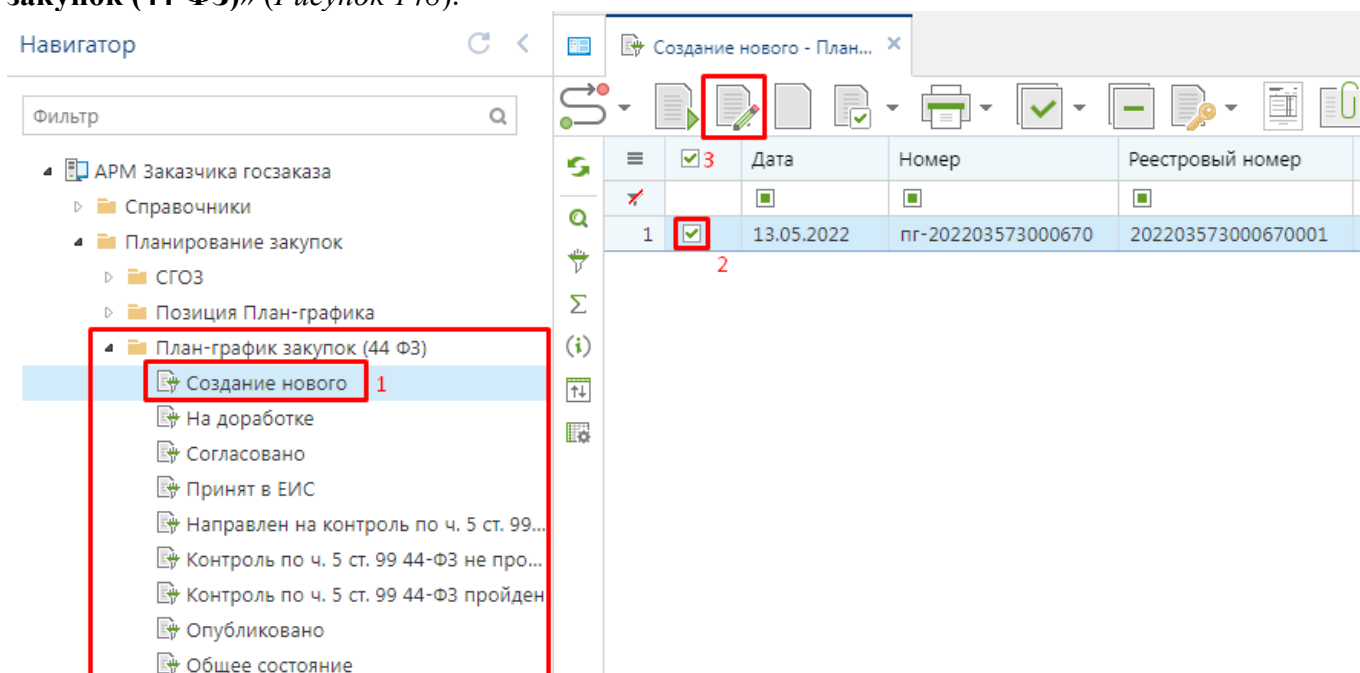 закупок (44 ФЗ)» (Рисунок 148).
Навигатор
Создание нового - План...
Фильтр
АРМ Заказчика госзаказа
Справочники
Планирование закупок
СГОЗ
Позиция План-графика
План-график закупок (44 ФЗ)
Создание нового 1
На доработке
Согласовано
Принят в ЕИС
Направлен на контроль по ч. 5 ст. 99...
Контроль по ч. 5 ст. 99 44-ФЗ не про...
Контроль по ч. 5 ст. 99 44-ФЗ пройден
Опубликовано
Общее состояние
3 Дата Номер Реестровый номер
1 13.05.2022 пг-202203573000670 202203573000670001
2